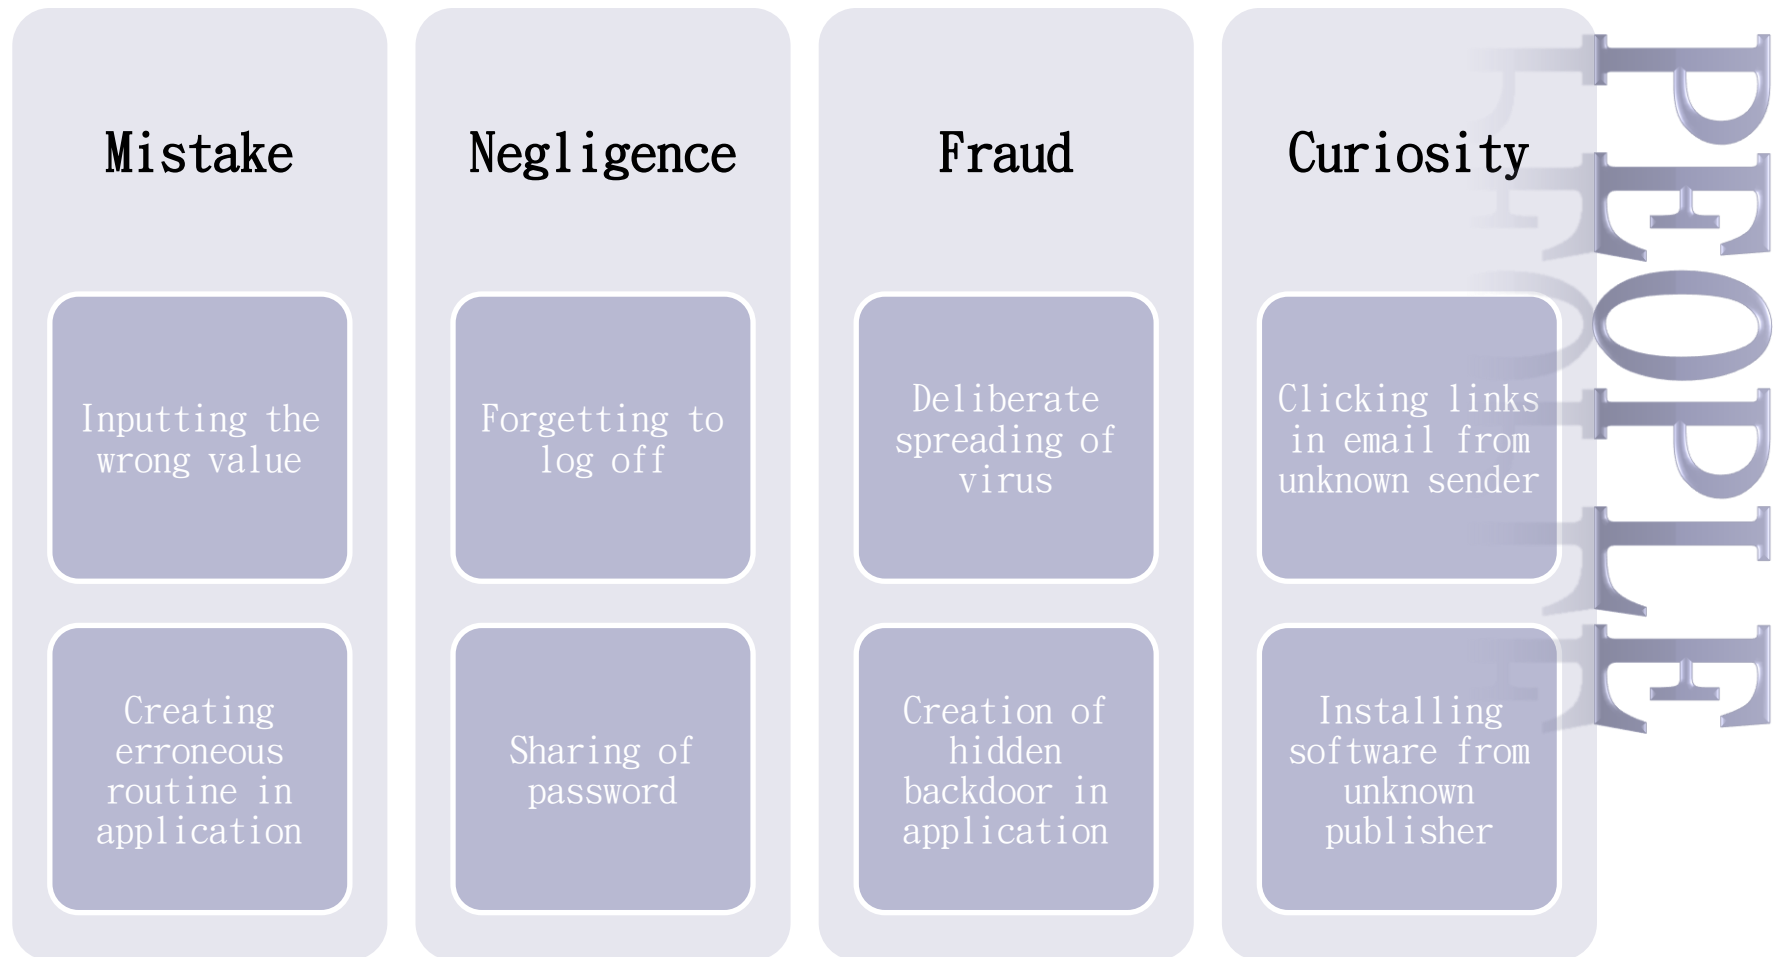 Mistake
Inputting the
wrong value
Creating
erroneous
routine in
application
Negligence
Forgetting to
log off
Sharing of
password
Fraud
Deliberate
spreading of
virus
Creation of
hidden
backdoor in
application
Curiosity
Clicking links
in email from
unknown sender
Installing
software from
unknown
publisher
PEOPLE